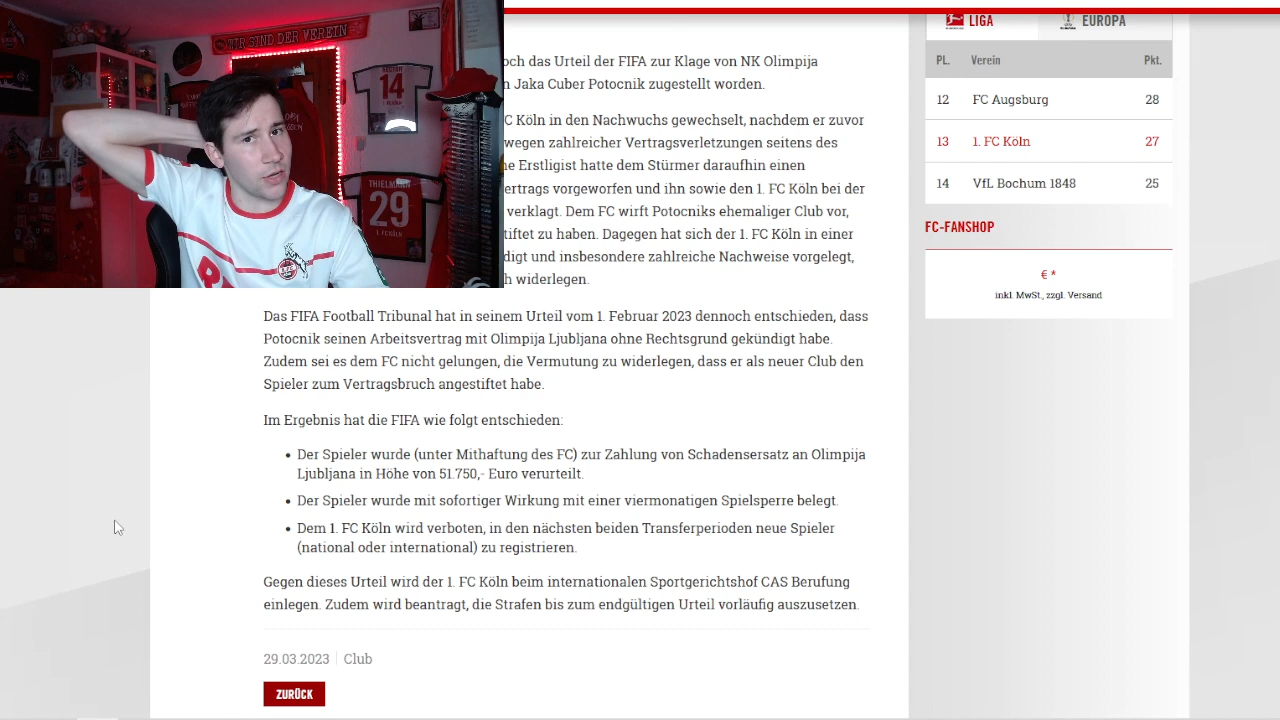 WIR SIND DER VEREIN
HECTOR
14
1. FC KÖLN
THIELMANN
29
1. FC KÖLN
och das Urteil der FIFA zur Klage von NK Olimpija
n Jaka Cuber Potocnik zugestellt worden.
C Köln in den Nachwuchs gewechselt, nachdem er zuvor
wegen zahlreicher Vertragsverletzungen seitens des
ne Erstligist hatte dem Stürmer daraufhin einen
ertrags vorgeworfen und ihn sowie den 1. FC Köln bei der
verklagt. Dem FC wirft Potocniks ehemaliger Club vor,
tiftet zu haben. Dagegen hat sich der 1. FC Köln in einer
digt und insbesondere zahlreiche Nachweise vorgelegt,
h widerlegen.
Das FIFA Football Tribunal hat in seinem Urteil vom 1. Februar 2023 dennoch entschieden, dass
Potocnik seinen Arbeitsvertrag mit Olimpija Ljubljana ohne Rechtsgrund gekündigt habe.
Zudem sei es dem FC nicht gelungen, die Vermutung zu widerlegen, dass er als neuer Club den
Spieler zum Vertragsbruch angestiftet habe.
Im Ergebnis hat die FIFA wie folgt entschieden:
• Der Spieler wurde (unter Mithaftung des FC) zur Zahlung von Schadensersatz an Olimpija
Ljubljana in Höhe von 51.750,- Euro verurteilt.
• Der Spieler wurde mit sofortiger Wirkung mit einer viermonatigen Spielsperre belegt.
• Dem 1. FC Köln wird verboten, in den nächsten beiden Transferperioden neue Spieler
(national oder international) zu registrieren.
Gegen dieses Urteil wird der 1. FC Köln beim internationalen Sportgerichtshof CAS Berufung
einlegen. Zudem wird beantragt, die Strafen bis zum endgültigen Urteil vorläufig auszusetzen.
29.03.2023 | Club
ZURÜCK
LIGA EUROPA
PL. Verein Pkt.
12 FC Augsburg 28
13 1. FC Köln 27
14 VfL Bochum 1848 25
FC-FANSHOP
€ *
inkl. MwSt., zzgl. Versand